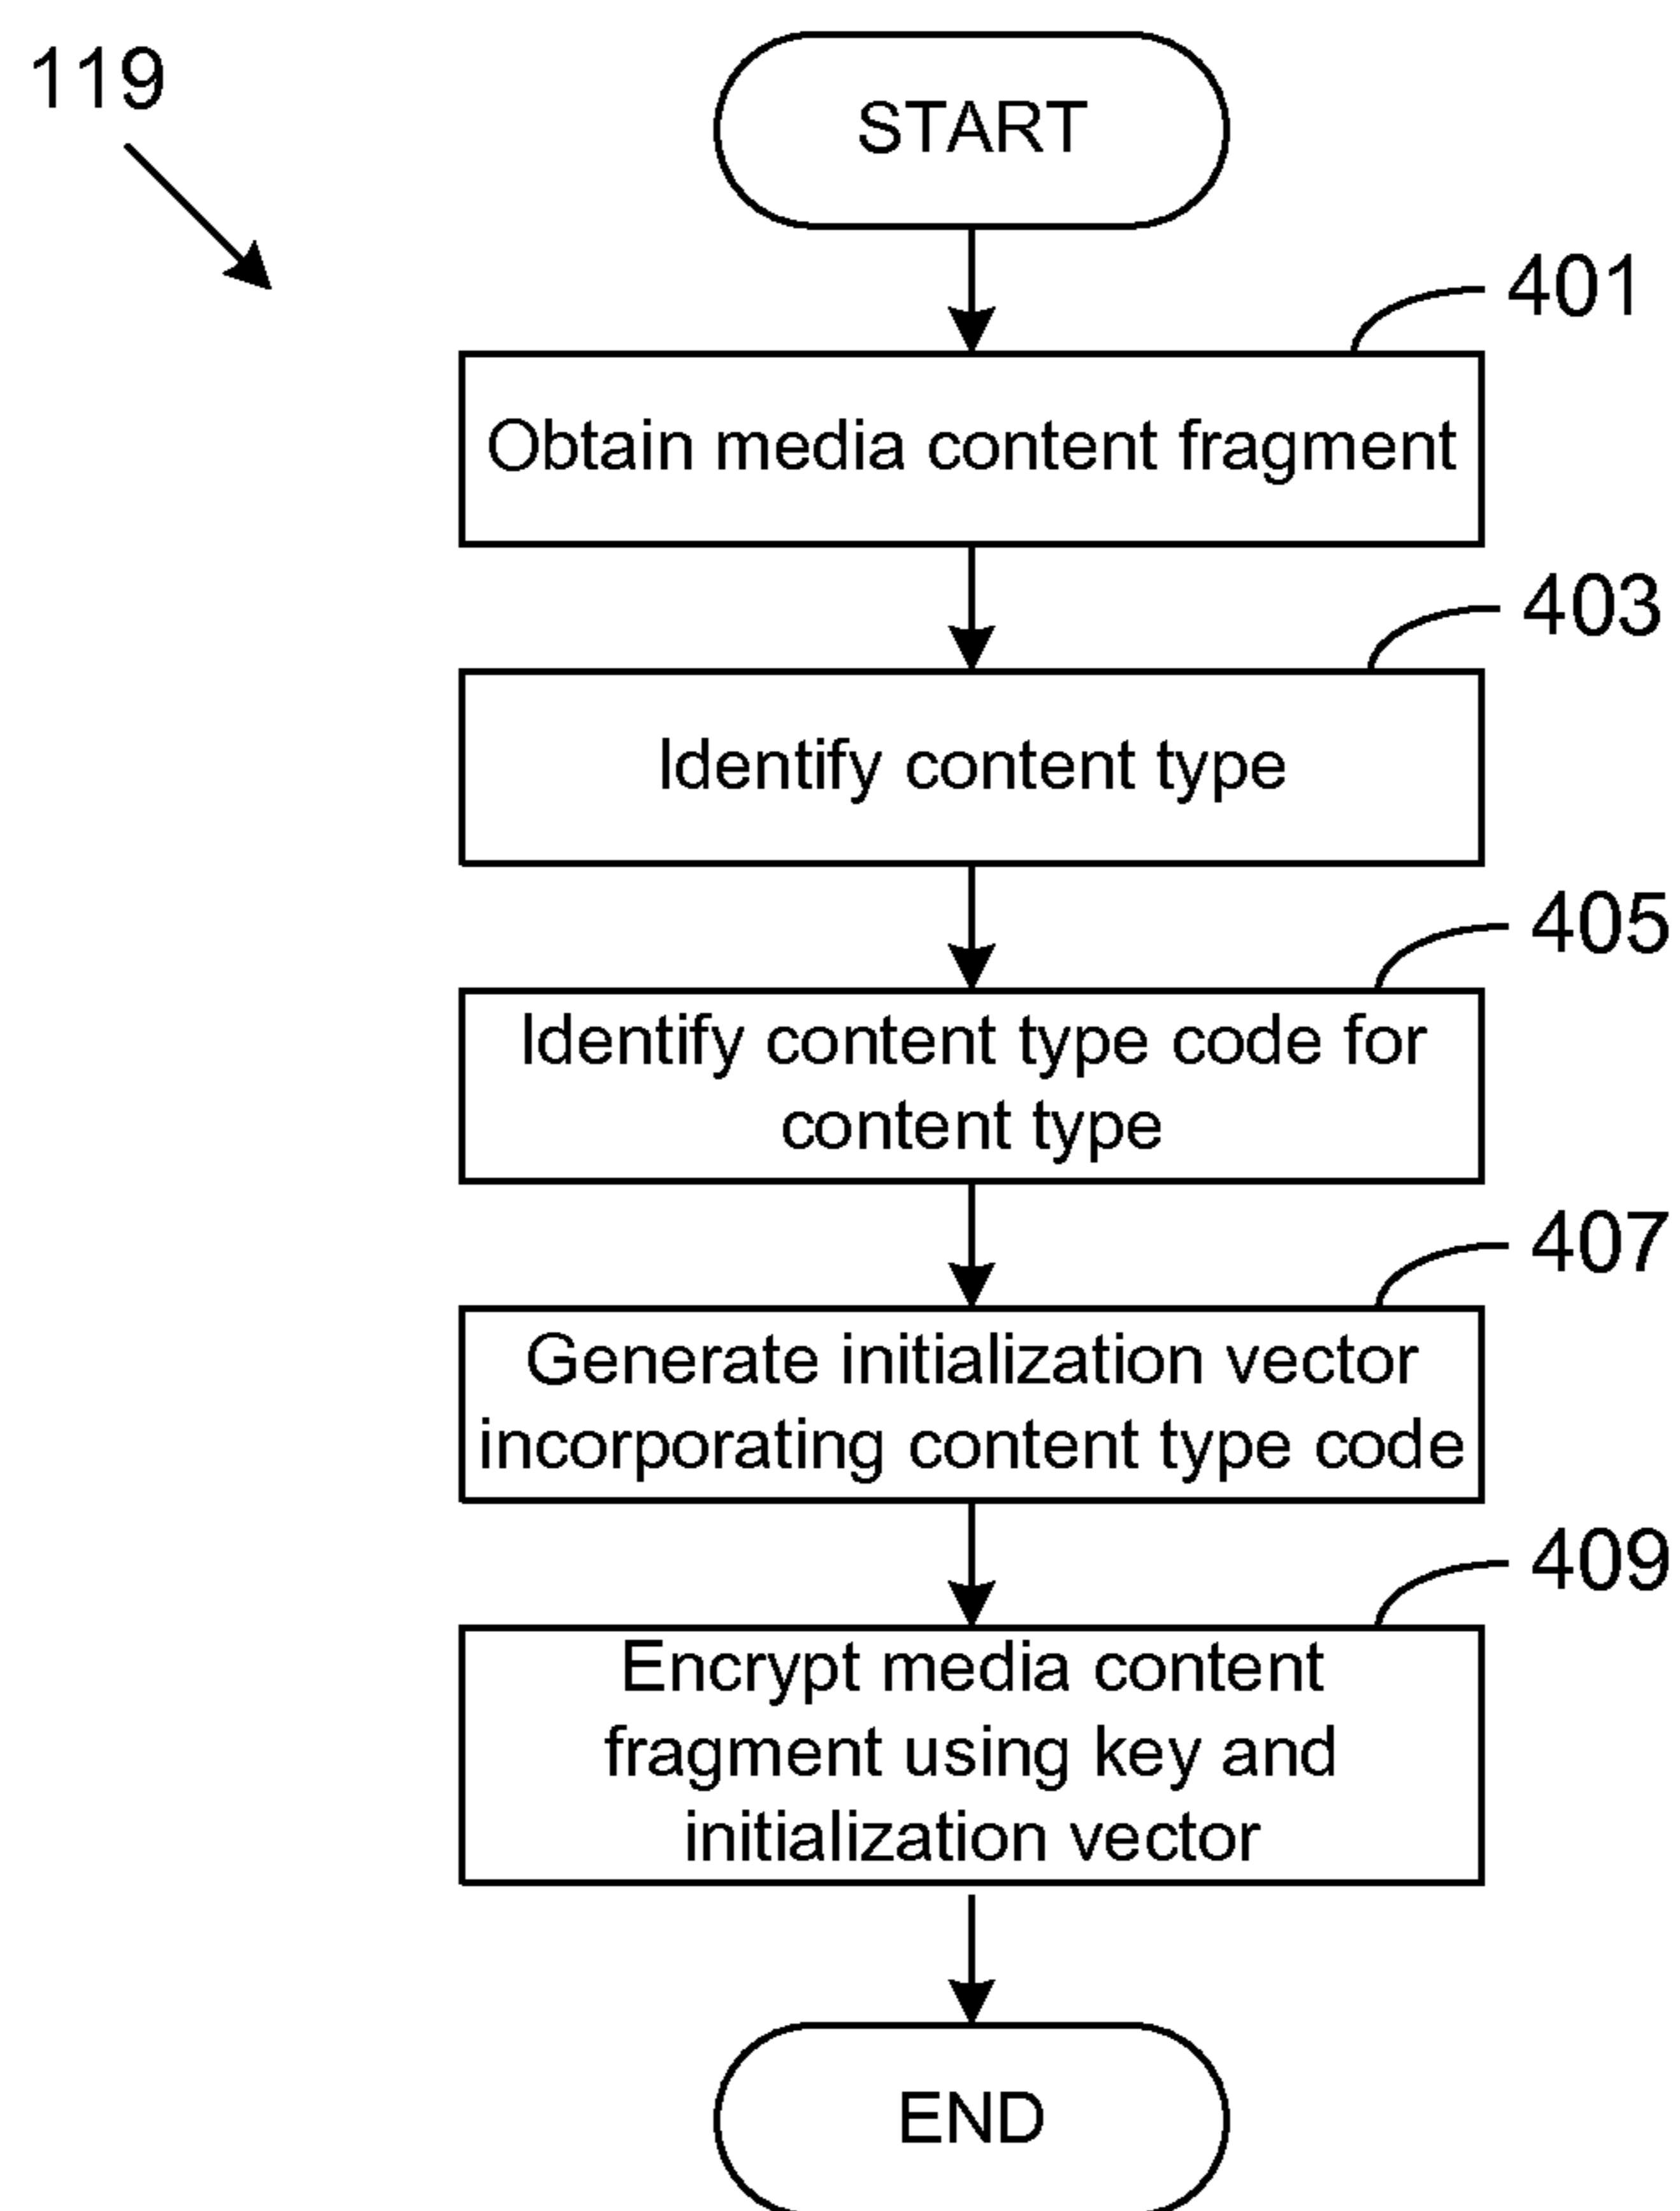 119
START
401
Obtain media content fragment
403
Identify content type
405
Identify content type code for
content type
407
Generate initialization vector
incorporating content type code
409
Encrypt media content
fragment using key and
initialization vector
END